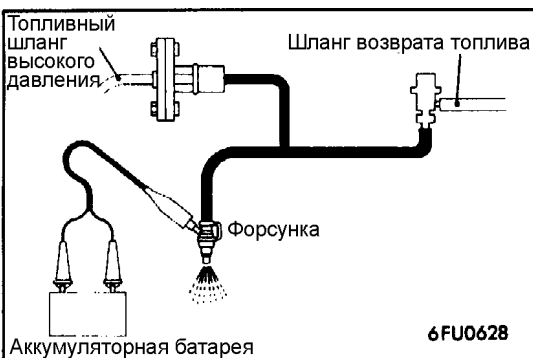 Топливный
шланг
высокого
давления
Шланг возврата топлива
Форсунка
Аккумуляторная батарея
6FU0628